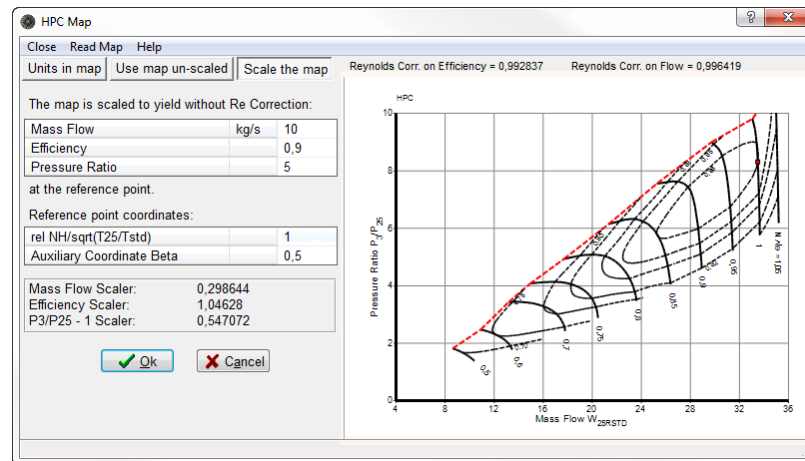 HPC Map
Close Read Map Help
Units in map Use map un-scaled Scale the map
Reynolds Corr. on Efficiency = 0,992837 Reynolds Corr. on Flow = 0,996419
The map is scaled to yield without Re Correction:
Mass Flow kg/s 10
Efficiency 0,9
Pressure Ratio 5
at the reference point.
Reference point coordinates:
rel NH/sqrt(T25/Tstd) 1
Auxiliary Coordinate Beta 0,5
Mass Flow Scaler: 0,298644
Efficiency Scaler: 1,04628
P3/P25 - 1 Scaler: 0,547072
Ok Cancel
HPC
10
8
6
4
2
0
Pressure Ratio P3/P25
4 8 12 16 20 24 28 32 36
Mass Flow W25RSTD
0,5
0,6
0,7
0,75
0,8
0,85
0,9
0,95
1